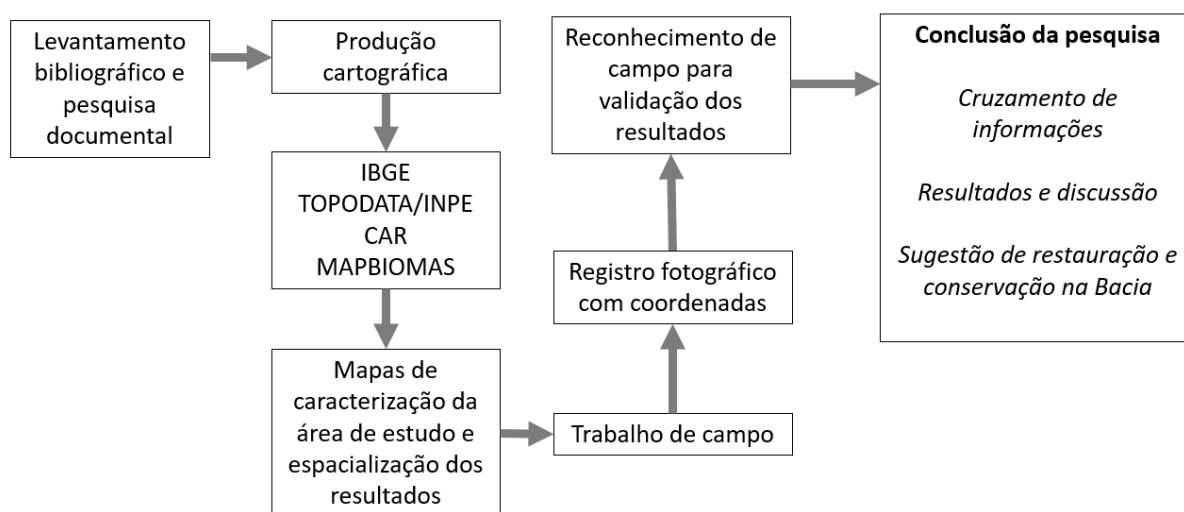 Levantamento
bibliográfico e
pesquisa
documental
Produção
cartográfica
IBGE
TOPODATA/INPE
CAR
MAPBIOMAS
Mapas de
caracterização da
área de estudo e
espacialização dos
resultados
Trabalho de campo
Registro fotográfico
com coordenadas
Reconhecimento de
campo para
validação dos
resultados
Conclusão da pesquisa
Cruzamento de
informações
Resultados e discussão
Sugestão de restauração e
conservação na Bacia